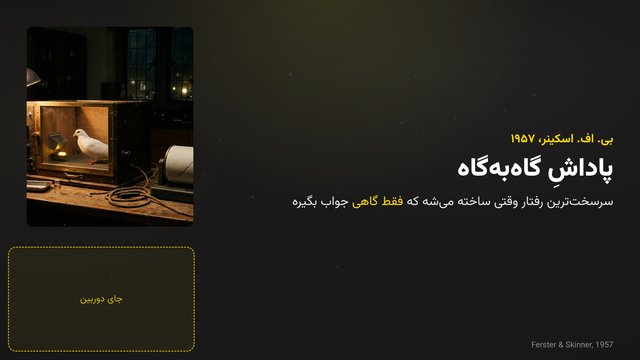 بی. اف. اسکینر، ۱۹۵۷
پاداشِ گاه‌به‌گاه
سرسخت‌ترین رفتار وقتی ساخته می‌شه که فقط گاهی جواب بگیره
جای دوربین
Ferster & Skinner, 1957